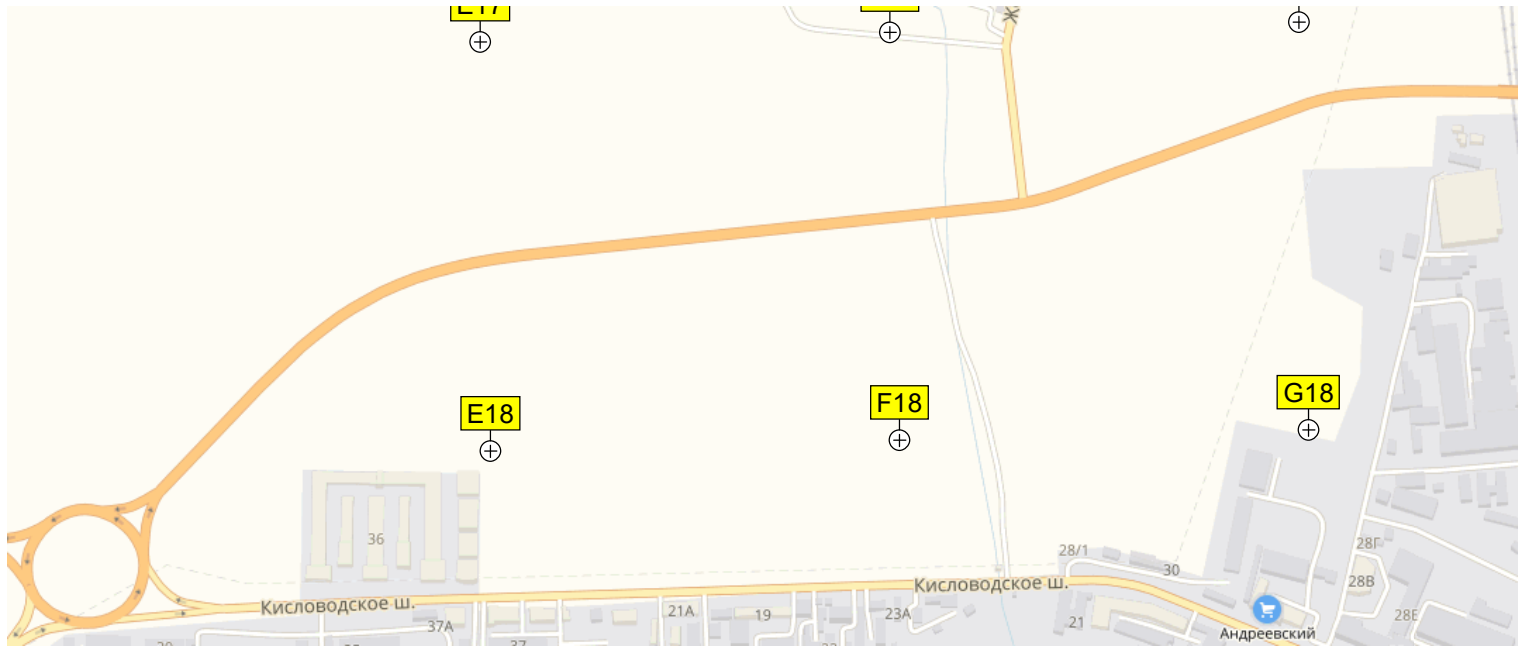 E17
E18
F18
G18
36
28/1
30
28Г
28В
Кисловодское ш.
Кисловодское ш.
21А
19
23А
21
28Е
37А
Андреевский
37